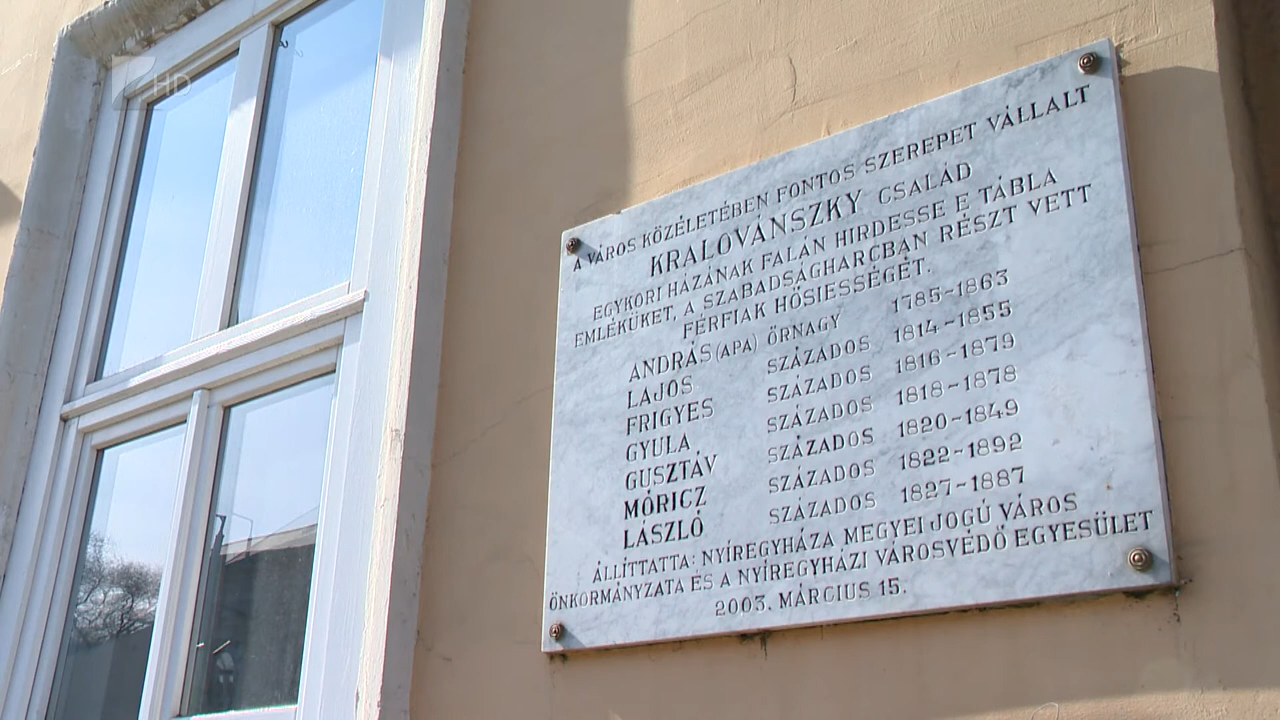 HD
A VÁROS KÖZÉLETÉBEN FONTOS SZEREPET VÁLLALT
KRALOVÁNSZKY CSALÁD
EGYKORI HÁZÁNAK FALÁN HIRDESSE E TÁBLA
EMLÉKÜKET, A SZABADSÁGHARCBAN RÉSZT VETT
FÉRFIAK HŐSIESSÉGÉT.
ANDRÁS (APA) ŐRNAGY 1785-1863
LAJOS SZÁZADOS 1814-1855
FRIGYES SZÁZADOS 1816-1879
GYULA SZÁZADOS 1818-1878
GUSZTÁV SZÁZADOS 1820-1849
MÓRICZ SZÁZADOS 1822-1892
LÁSZLÓ SZÁZADOS 1827-1887
ÁLLÍTTATTA: NYÍREGYHÁZA MEGYEI JOGÚ VÁROS
ÖNKORMÁNYZATA ÉS A NYÍREGYHÁZI VÁROSVÉDŐ EGYESÜLET
2003. MÁRCIUS 15.